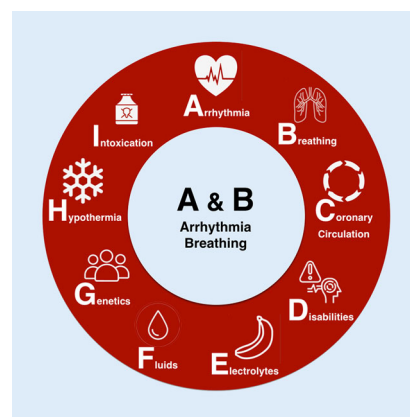 Arrhythmia
Breathing
Coronary
Circulation
Disabilities
Electrolytes
Fluids
Genetics
Hypothermia
Intoxication
A & B
Arrhythmia
Breathing